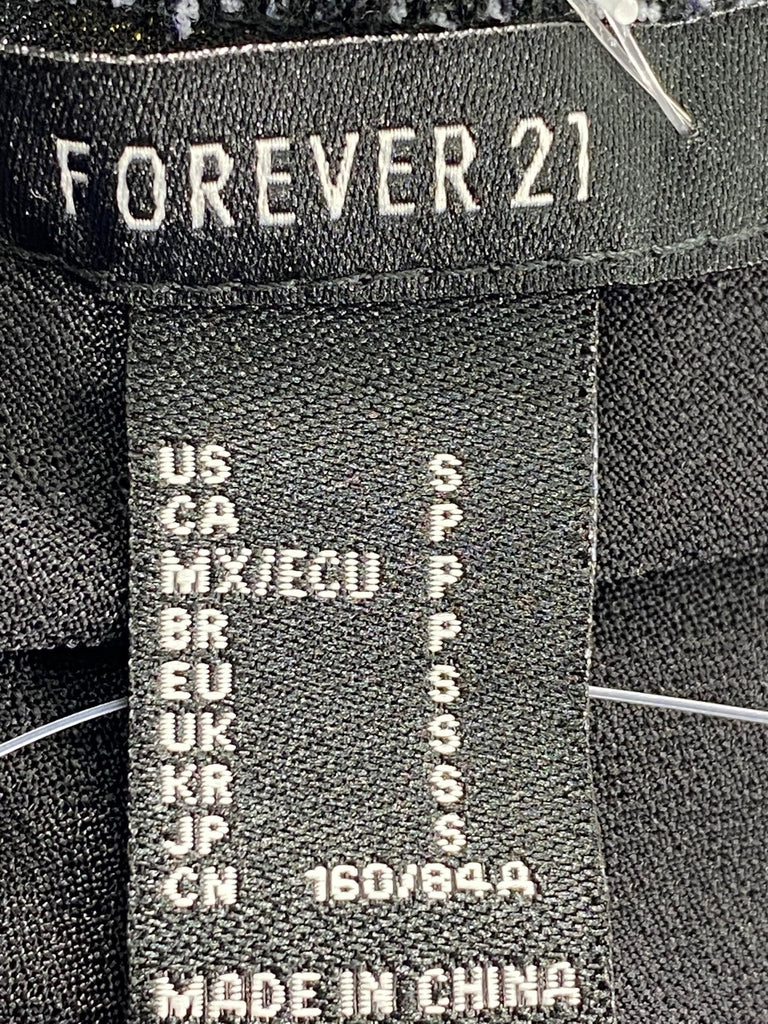 FOREVER 21
US S
CA P
MX/ECU P
BR P
EU S
UK S
KR S
JP S
CN 160/84A
MADE IN CHINA